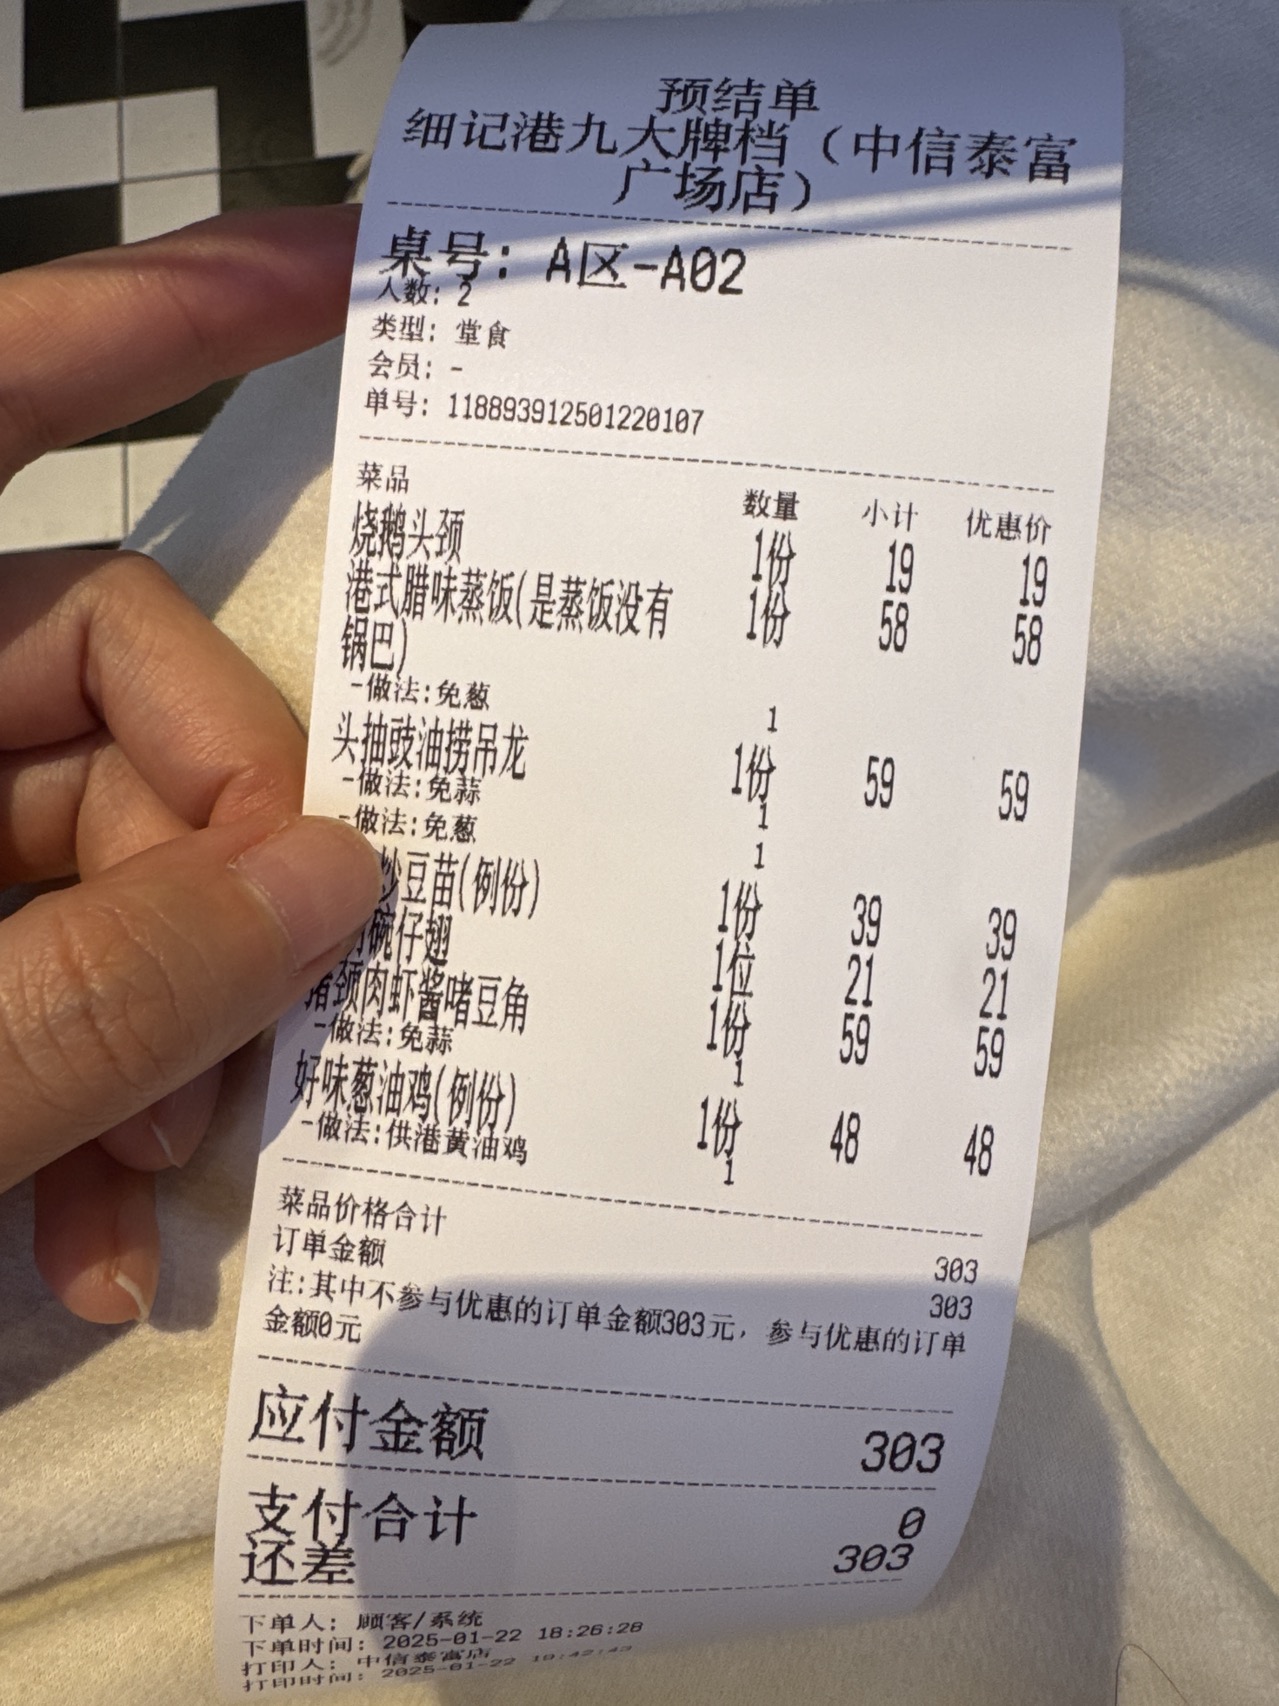 预结单
细记港九大牌档（中信泰富
广场店）
桌号: A区-A02
人数: 2
类型: 堂食
会员: -
单号: 118893912501220107
菜品 数量 小计 优惠价
烧鹅头颈 1份 19 19
港式腊味蒸饭(是蒸饭没有 1份 58 58
锅巴)
-做法:免葱 1
头抽豉油捞吊龙 1份 59 59
-做法:免蒜 1
-做法:免葱 1
炒豆苗(例份) 1份 39 39
碗仔翅 1位 21 21
猪颈肉虾酱啫豆角 1份 59 59
-做法:免蒜 1
好味葱油鸡(例份) 1份 48 48
-做法:供港黄油鸡 1
菜品价格合计 303
订单金额 303
注:其中不参与优惠的订单金额303元，参与优惠的订单
金额0元
应付金额 303
支付合计 0
还差 303
下单人: 顾客/系统
下单时间: 2025-01-22 18:26:28
打印人: 中信泰富店
打印时间: 2025-01-22 19:42:43